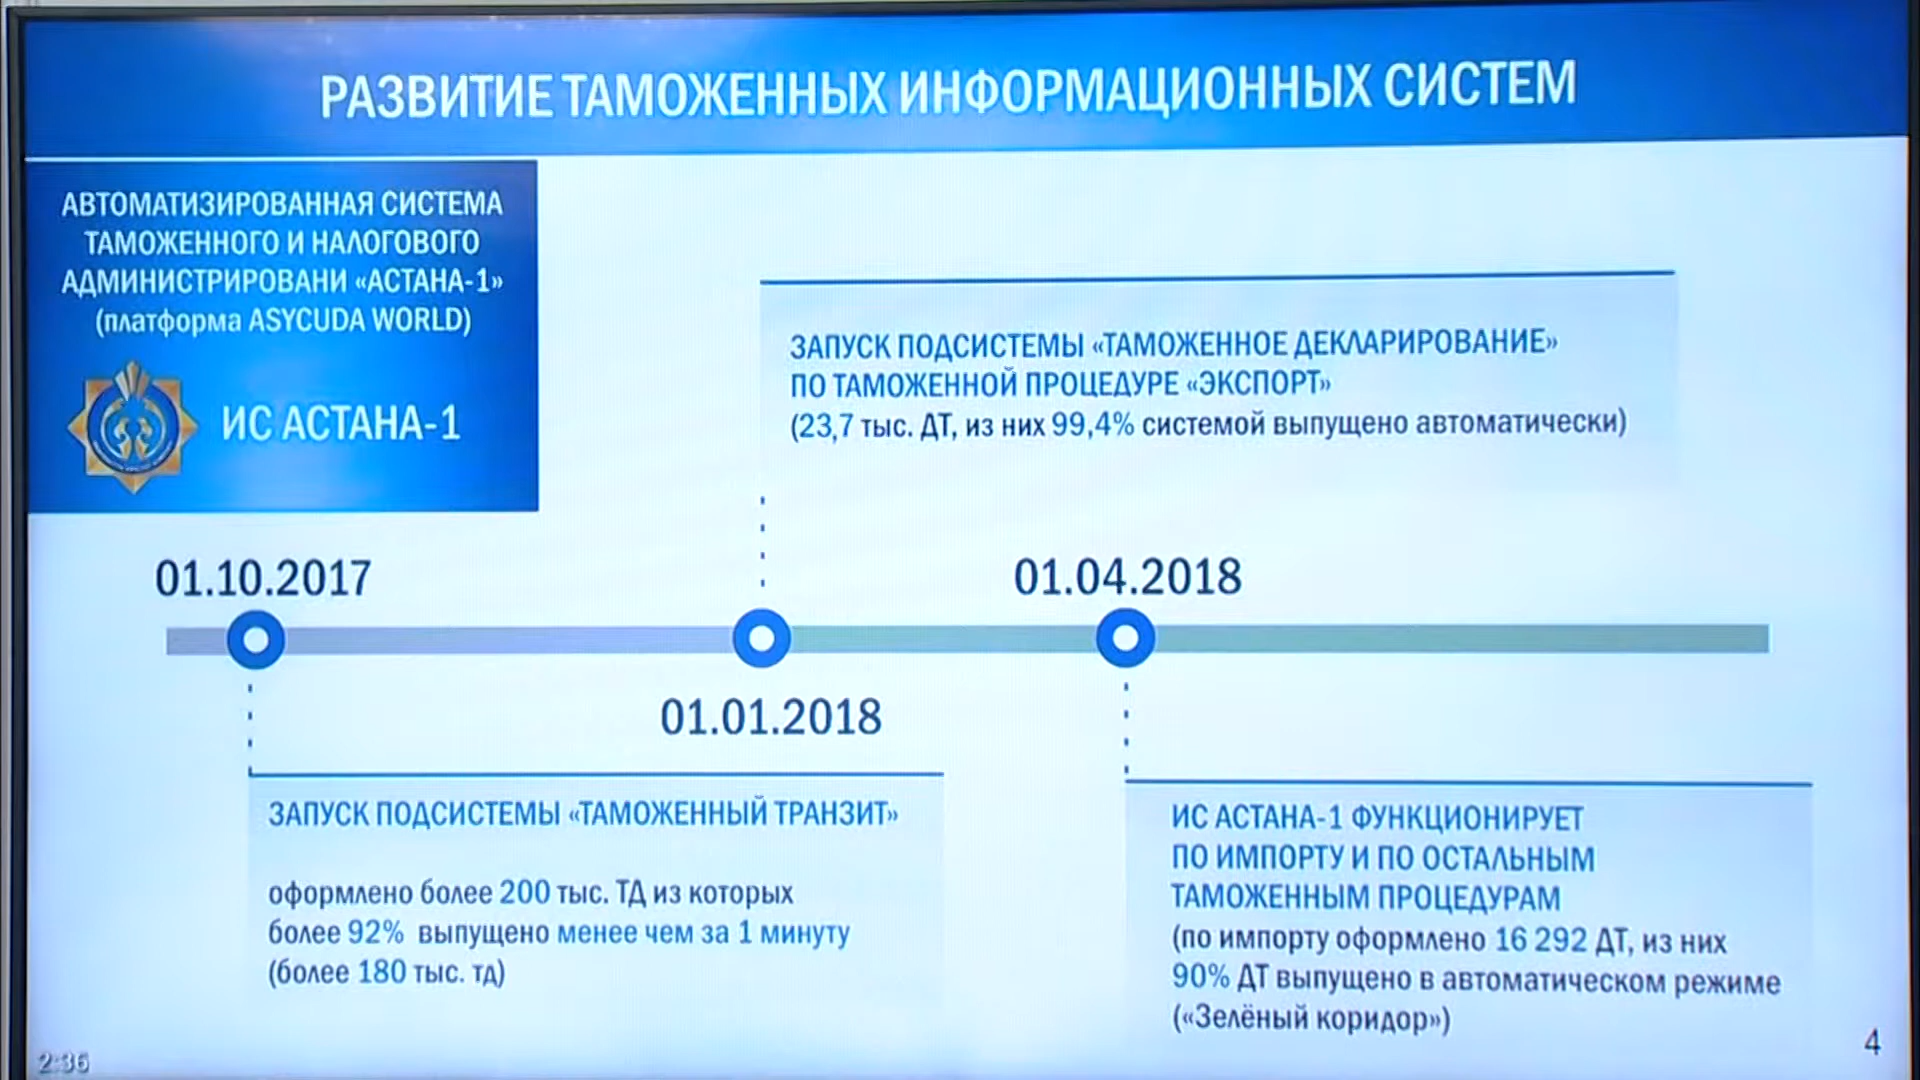 РАЗВИТИЕ ТАМОЖЕННЫХ ИНФОРМАЦИОННЫХ СИСТЕМ
АВТОМАТИЗИРОВАННАЯ СИСТЕМА
ТАМОЖЕННОГО И НАЛОГОВОГО
АДМИНИСТРИРОВАНИ «АСТАНА-1»
(платформа ASYCUDA WORLD)
ИС АСТАНА-1
ЗАПУСК ПОДСИСТЕМЫ «ТАМОЖЕННОЕ ДЕКЛАРИРОВАНИЕ»
ПО ТАМОЖЕННОЙ ПРОЦЕДУРЕ «ЭКСПОРТ»
(23,7 тыс. ДТ, из них 99,4% системой выпущено автоматически)
01.10.2017
01.04.2018
01.01.2018
ЗАПУСК ПОДСИСТЕМЫ «ТАМОЖЕННЫЙ ТРАНЗИТ»
оформлено более 200 тыс. ТД из которых
более 92% выпущено менее чем за 1 минуту
(более 180 тыс. тд)
ИС АСТАНА-1 ФУНКЦИОНИРУЕТ
ПО ИМПОРТУ И ПО ОСТАЛЬНЫМ
ТАМОЖЕННЫМ ПРОЦЕДУРАМ
(по импорту оформлено 16 292 ДТ, из них
90% ДТ выпущено в автоматическом режиме
(«Зелёный коридор»)
4
2:36